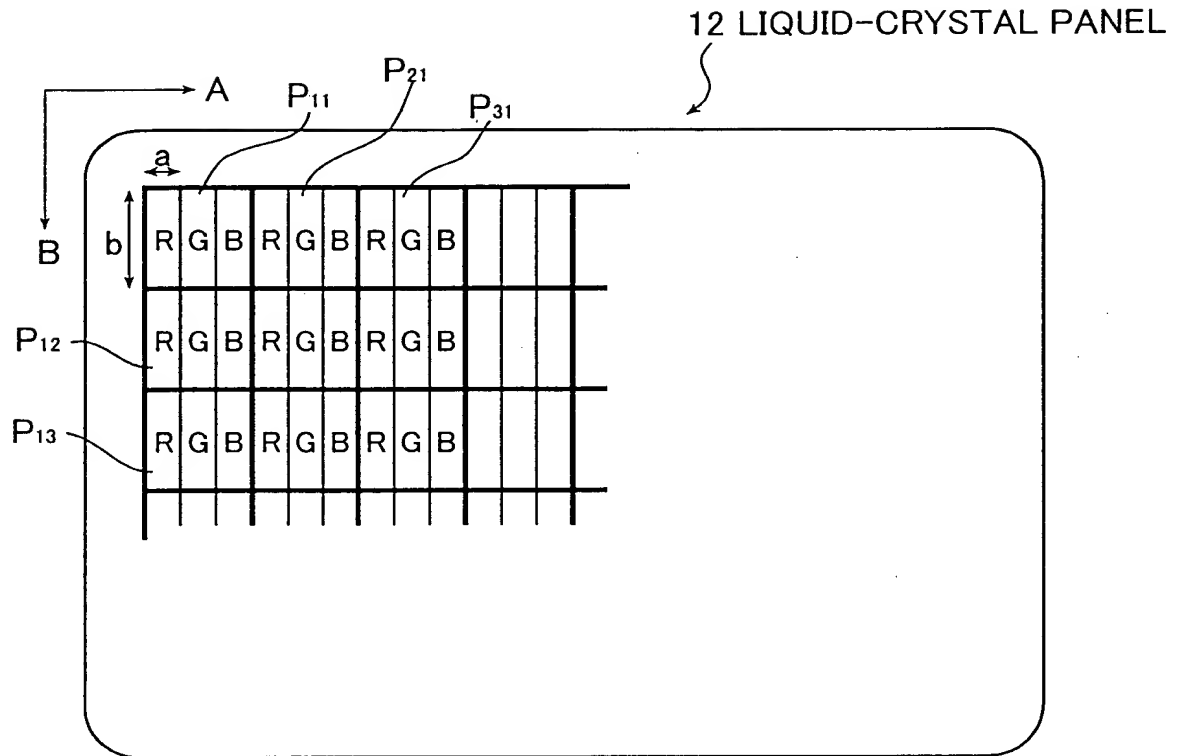 12 LIQUID-CRYSTAL PANEL
A
P11
P21
P31
a
B
b
R G B R G B R G B
P12
R G B R G B R G B
P13
R G B R G B R G B